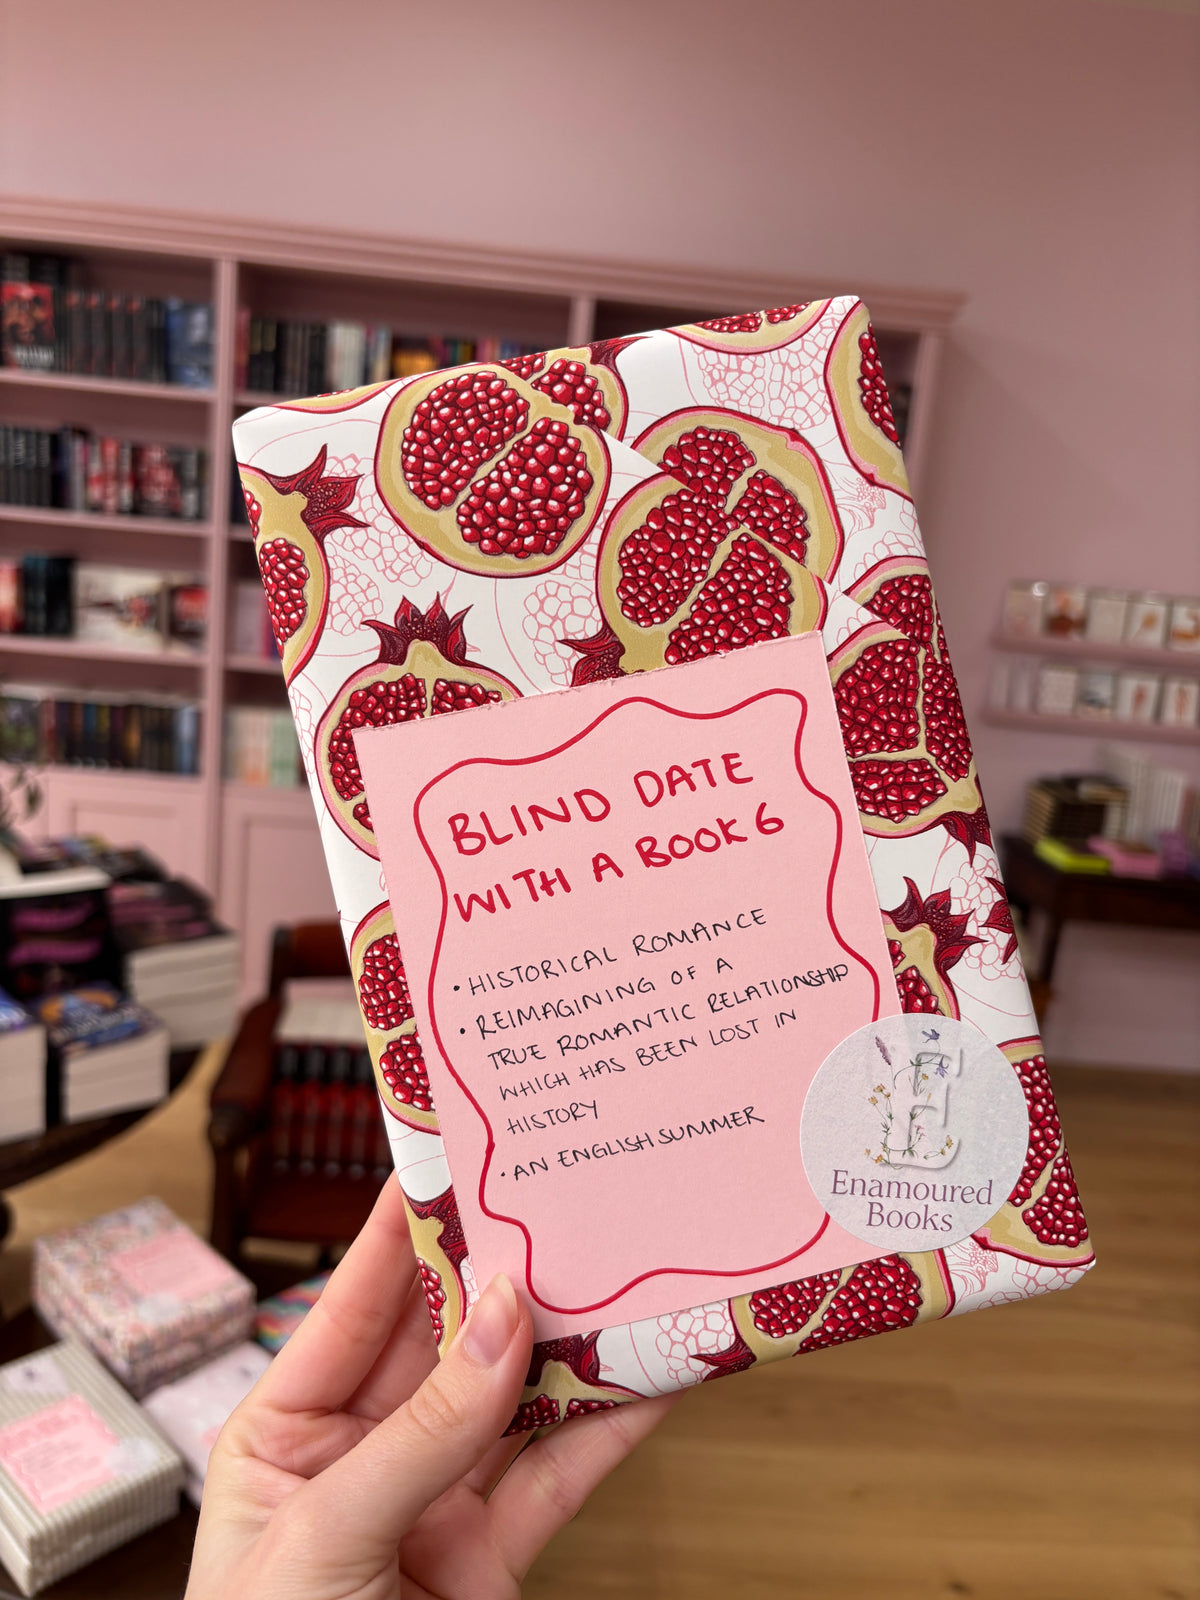 BLIND DATE
WITH A BOOK 6
• HISTORICAL ROMANCE
• REIMAGINING OF A
TRUE ROMANTIC RELATIONSHIP
WHICH HAS BEEN LOST IN
HISTORY
• AN ENGLISH SUMMER
E
Enamoured
Books